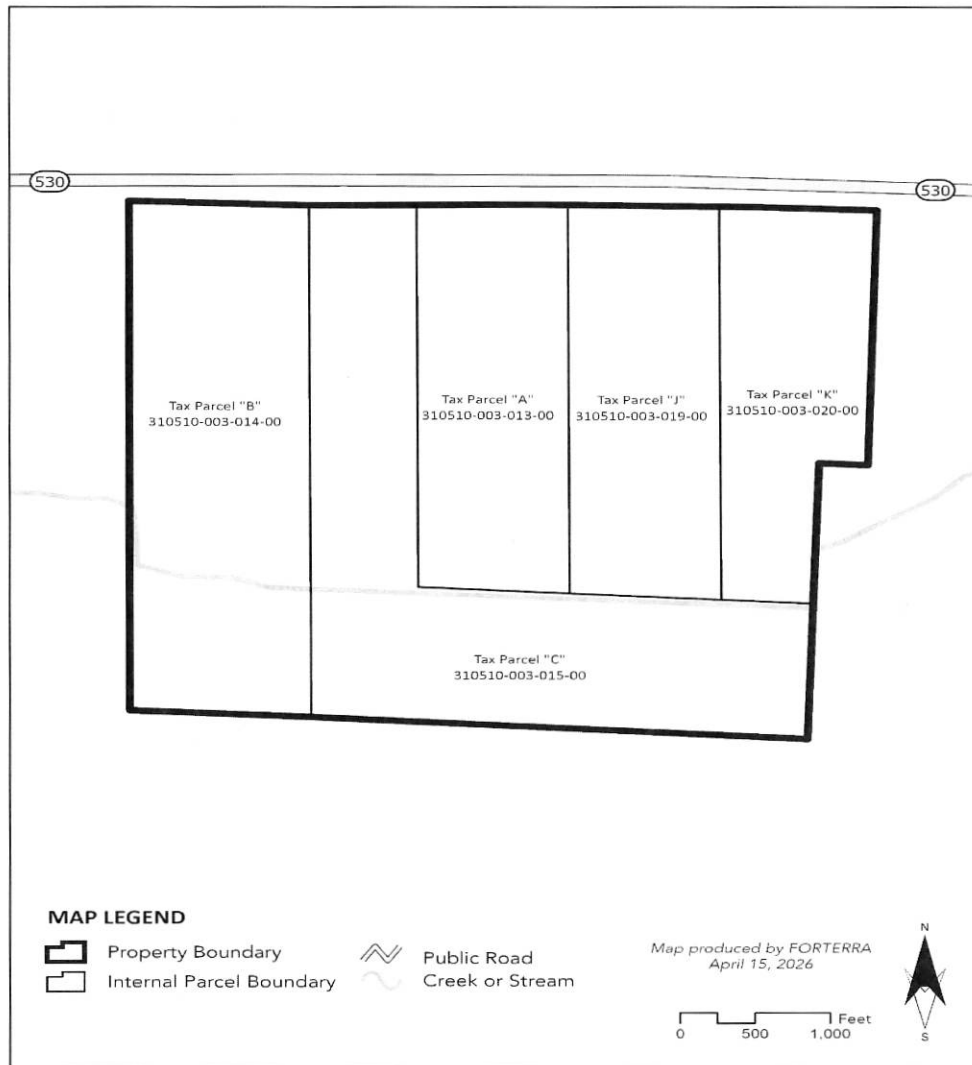 530
530
Tax Parcel "B"
310510-003-014-00
Tax Parcel "A"
310510-003-013-00
Tax Parcel "J"
310510-003-019-00
Tax Parcel "K"
310510-003-020-00
Tax Parcel "C"
310510-003-015-00
MAP LEGEND
Property Boundary
Internal Parcel Boundary
Public Road
Creek or Stream
Map produced by FORTERRA
April 15, 2026
N
S
Feet
0 500 1,000